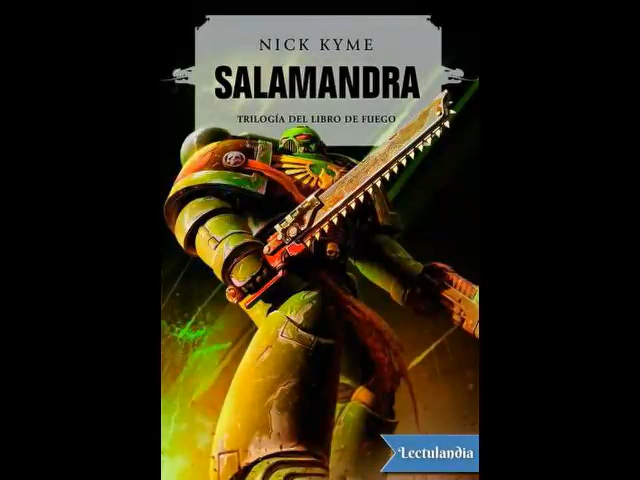 NICK KYME
SALAMANDRA
TRILOGÍA DEL LIBRO DE FUEGO
Lectulandia